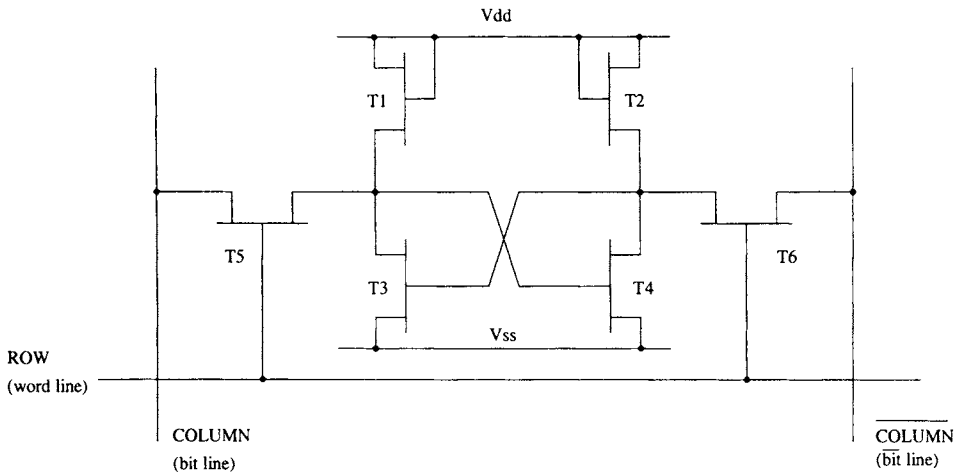 Vdd
T1
T2
T5
T6
T3
T4
Vss
ROW
(word line)
COLUMN
(bit line)
COLUMN
(bit line)